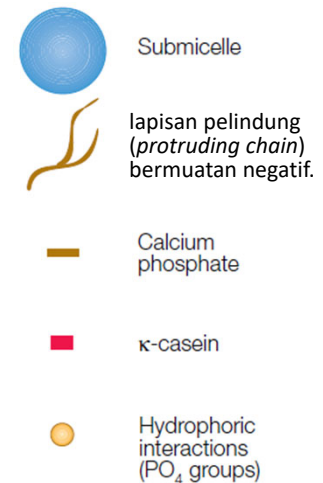 Submicelle
lapisan pelindung
(protruding chain)
bermuatan negatif.
Calcium
phosphate
κ-casein
Hydrophoric
interactions
(PO₄ groups)